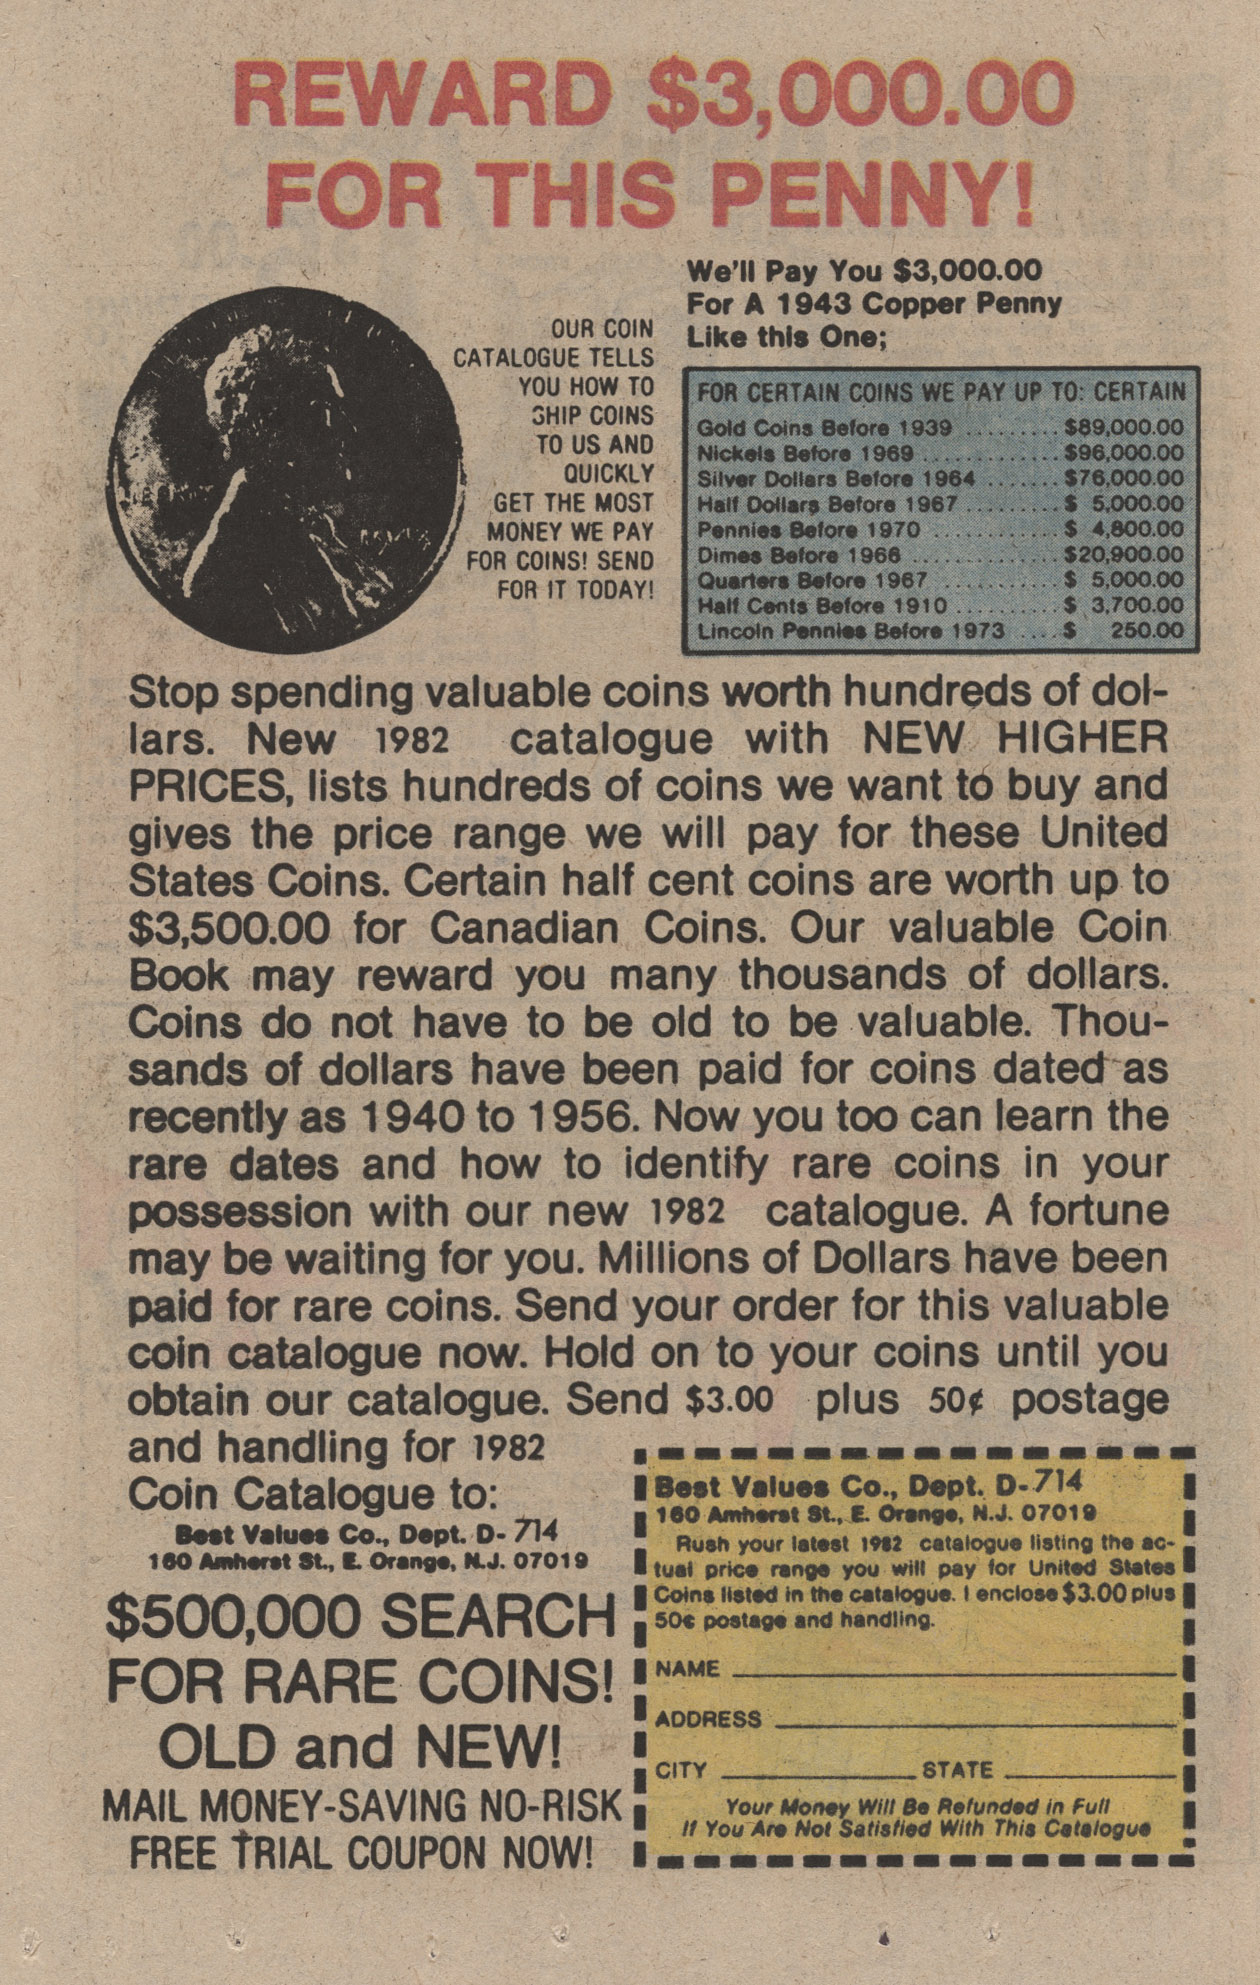 REWARD $3,000.00
FOR THIS PENNY!
OUR COIN
CATALOGUE TELLS
YOU HOW TO
SHIP COINS
TO US AND
QUICKLY
GET THE MOST
MONEY WE PAY
FOR COINS! SEND
FOR IT TODAY!
We'll Pay You $3,000.00
For A 1943 Copper Penny
Like this One;
FOR CERTAIN COINS WE PAY UP TO: CERTAIN
Gold Coins Before 1939 .......... $89,000.00
Nickels Before 1969 ............. $96,000.00
Silver Dollars Before 1964 ....... $76,000.00
Half Dollars Before 1967 ......... $ 5,000.00
Pennies Before 1970 ............ $ 4,800.00
Dimes Before 1966 .............. $20,900.00
Quarters Before 1967 ........... $ 5,000.00
Half Cents Before 1910 .......... $ 3,700.00
Lincoln Pennies Before 1973 .... $ 250.00
Stop spending valuable coins worth hundreds of dol-
lars. New 1982 catalogue with NEW HIGHER
PRICES, lists hundreds of coins we want to buy and
gives the price range we will pay for these United
States Coins. Certain half cent coins are worth up to
$3,500.00 for Canadian Coins. Our valuable Coin
Book may reward you many thousands of dollars.
Coins do not have to be old to be valuable. Thou-
sands of dollars have been paid for coins dated as
recently as 1940 to 1956. Now you too can learn the
rare dates and how to identify rare coins in your
possession with our new 1982 catalogue. A fortune
may be waiting for you. Millions of Dollars have been
paid for rare coins. Send your order for this valuable
coin catalogue now. Hold on to your coins until you
obtain our catalogue. Send $3.00 plus 50¢ postage
and handling for 1982
Coin Catalogue to:
Best Values Co., Dept. D-714
160 Amherst St., E. Orange, N.J. 07019
$500,000 SEARCH
FOR RARE COINS!
OLD and NEW!
MAIL MONEY-SAVING NO-RISK
FREE TRIAL COUPON NOW!
Best Values Co., Dept. D-714
160 Amherst St., E. Orange, N.J. 07019
Rush your latest 1982 catalogue listing the ac-
tual price range you will pay for United States
Coins listed in the catalogue. I enclose $3.00 plus
50¢ postage and handling.
NAME
ADDRESS
CITY STATE
Your Money Will Be Refunded in Full
If You Are Not Satisfied With This Catalogue